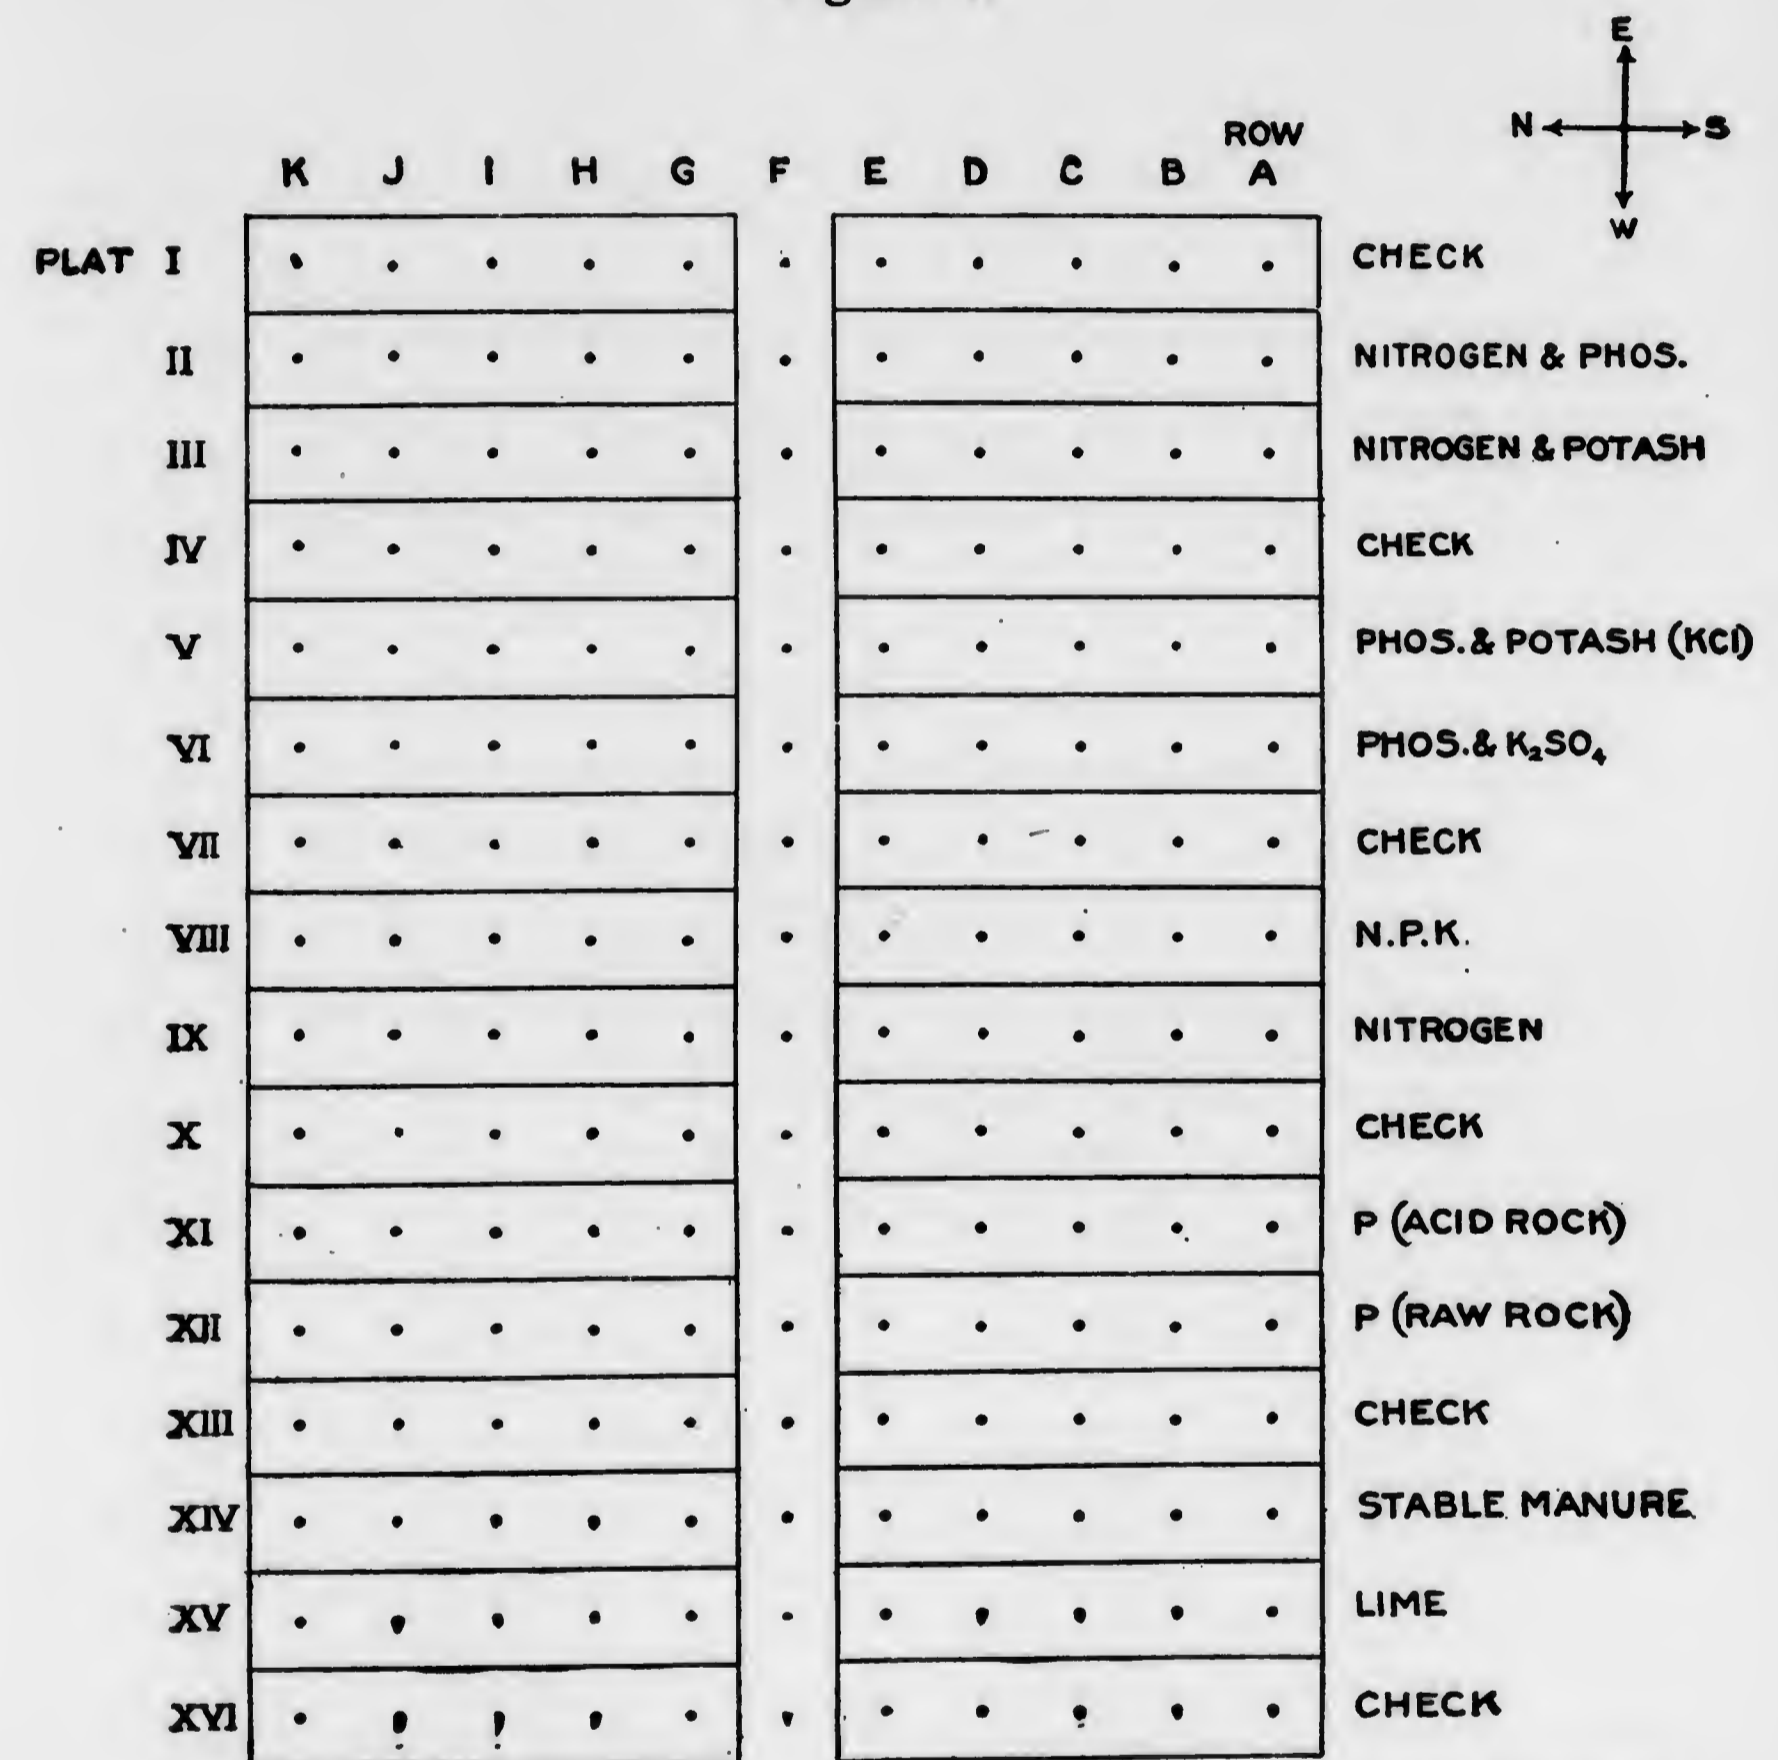 E
N S
W
ROW
K J I H G F E D C B A
PLAT I CHECK
II NITROGEN & PHOS.
III NITROGEN & POTASH
IV CHECK
V PHOS. & POTASH (KCl)
VI PHOS. & K₂SO₄
VII CHECK
VIII N.P.K.
IX NITROGEN
X CHECK
XI P (ACID ROCK)
XII P (RAW ROCK)
XIII CHECK
XIV STABLE MANURE
XV LIME
XVI CHECK